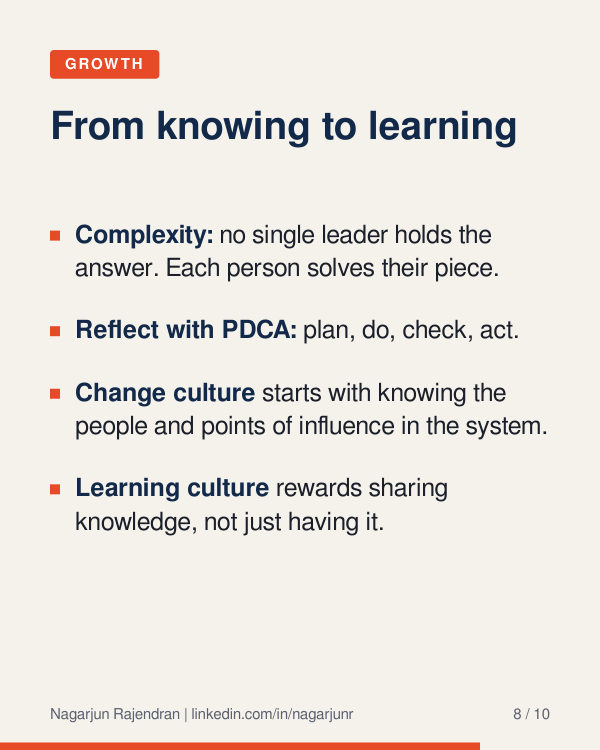 GROWTH
From knowing to learning
Complexity: no single leader holds the
answer. Each person solves their piece.
Reflect with PDCA: plan, do, check, act.
Change culture starts with knowing the
people and points of influence in the system.
Learning culture rewards sharing
knowledge, not just having it.
Nagarjun Rajendran | linkedin.com/in/nagarjunr
8 / 10